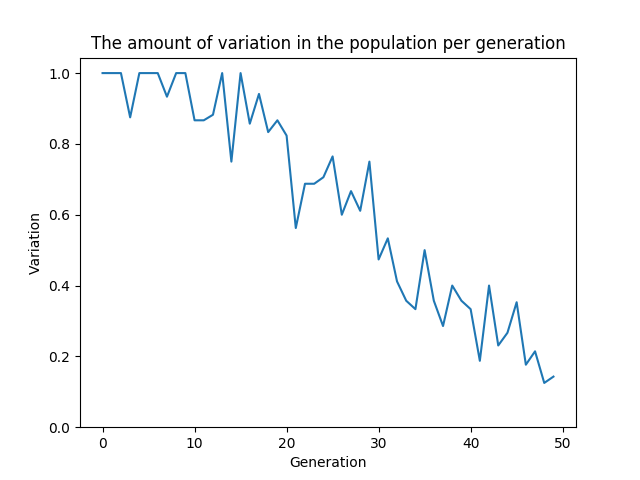 The amount of variation in the population per generation
1.0
0.8
0.6
0.4
0.2
0.0
Variation
0 10 20 30 40 50
Generation